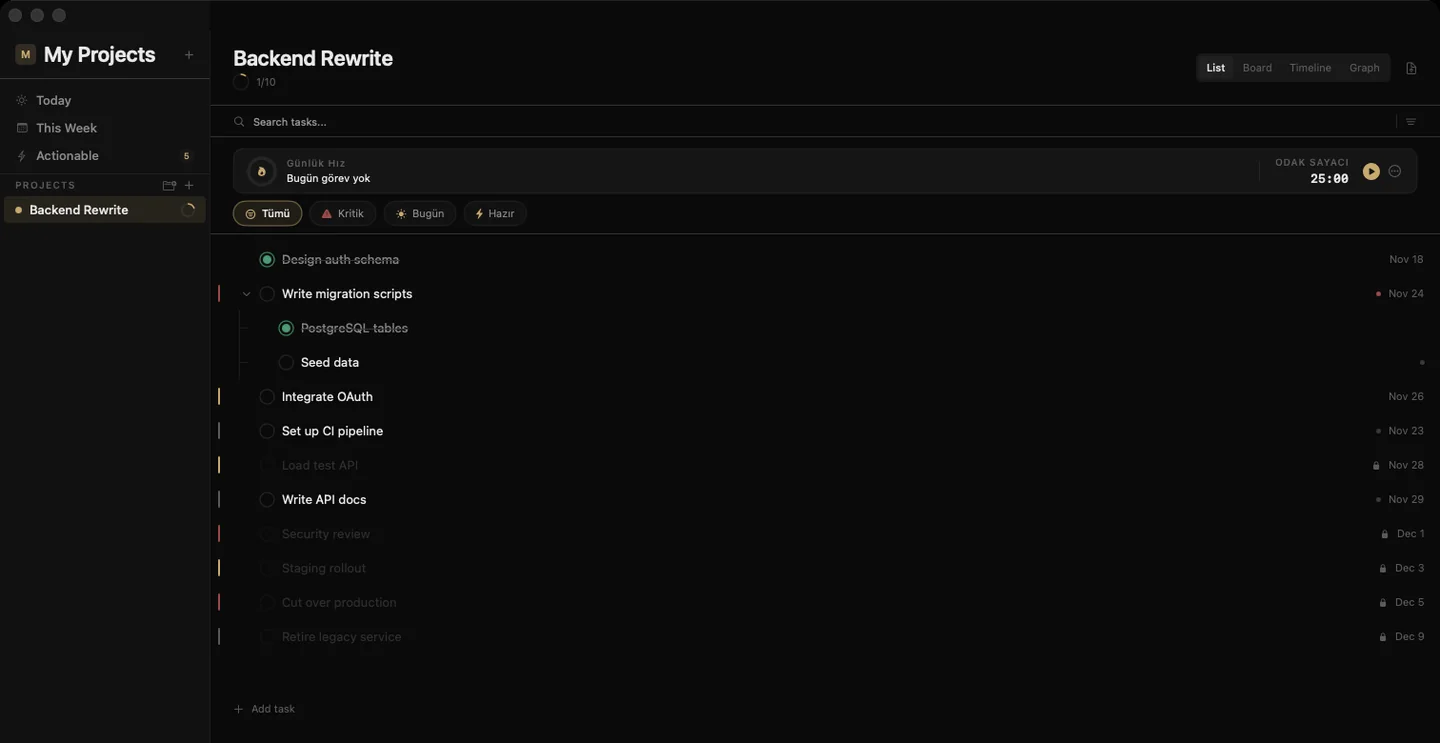 M My Projects
Today
This Week
Actionable 5
PROJECTS
Backend Rewrite
Backend Rewrite
1/10
List Board Timeline Graph
Search tasks...
Günlük Hız
Bugün görev yok
ODAK SAYACI
25:00
Tümü Kritik Bugün Hazır
Design auth schema Nov 18
Write migration scripts Nov 24
PostgreSQL tables
Seed data
Integrate OAuth Nov 26
Set up CI pipeline Nov 23
Load test API Nov 28
Write API docs Nov 29
Security review Dec 1
Staging rollout Dec 3
Cut over production Dec 5
Retire legacy service Dec 9
Add task